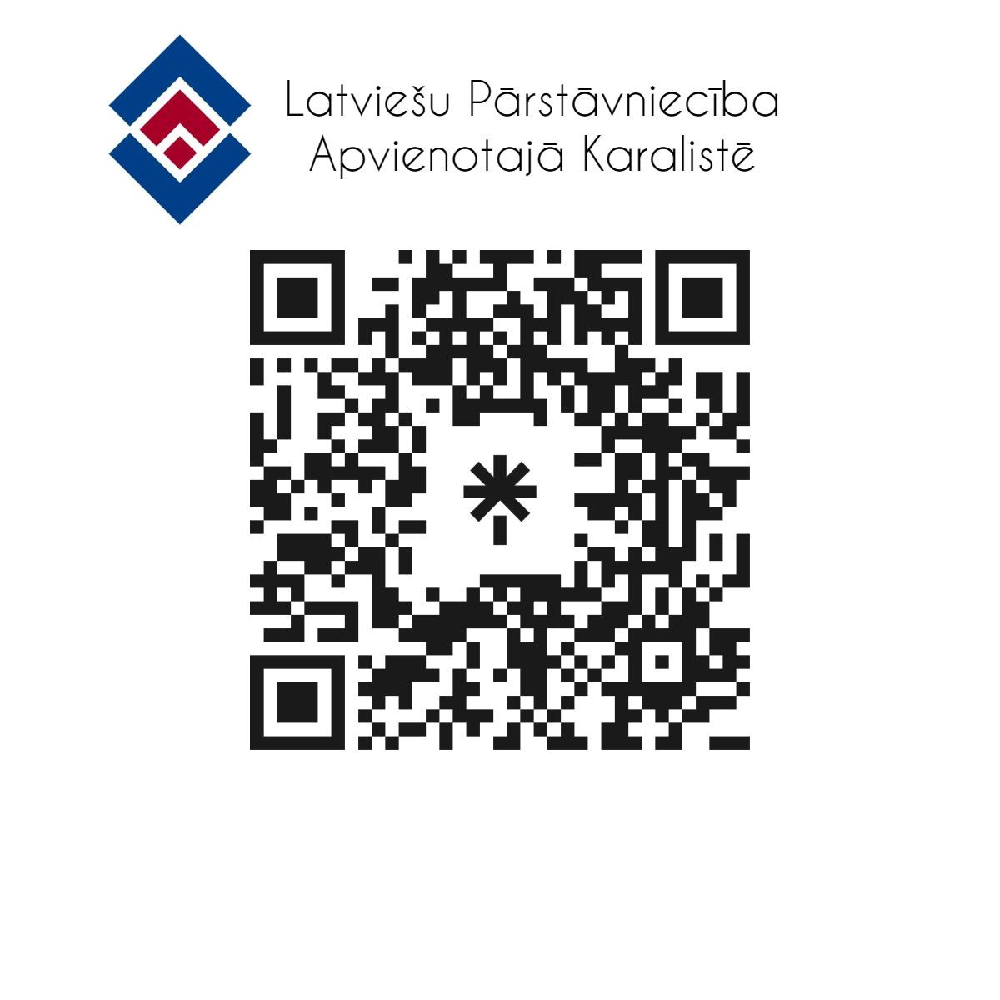 Latviešu Pārstāvniecība
Apvienotajā Karalistē